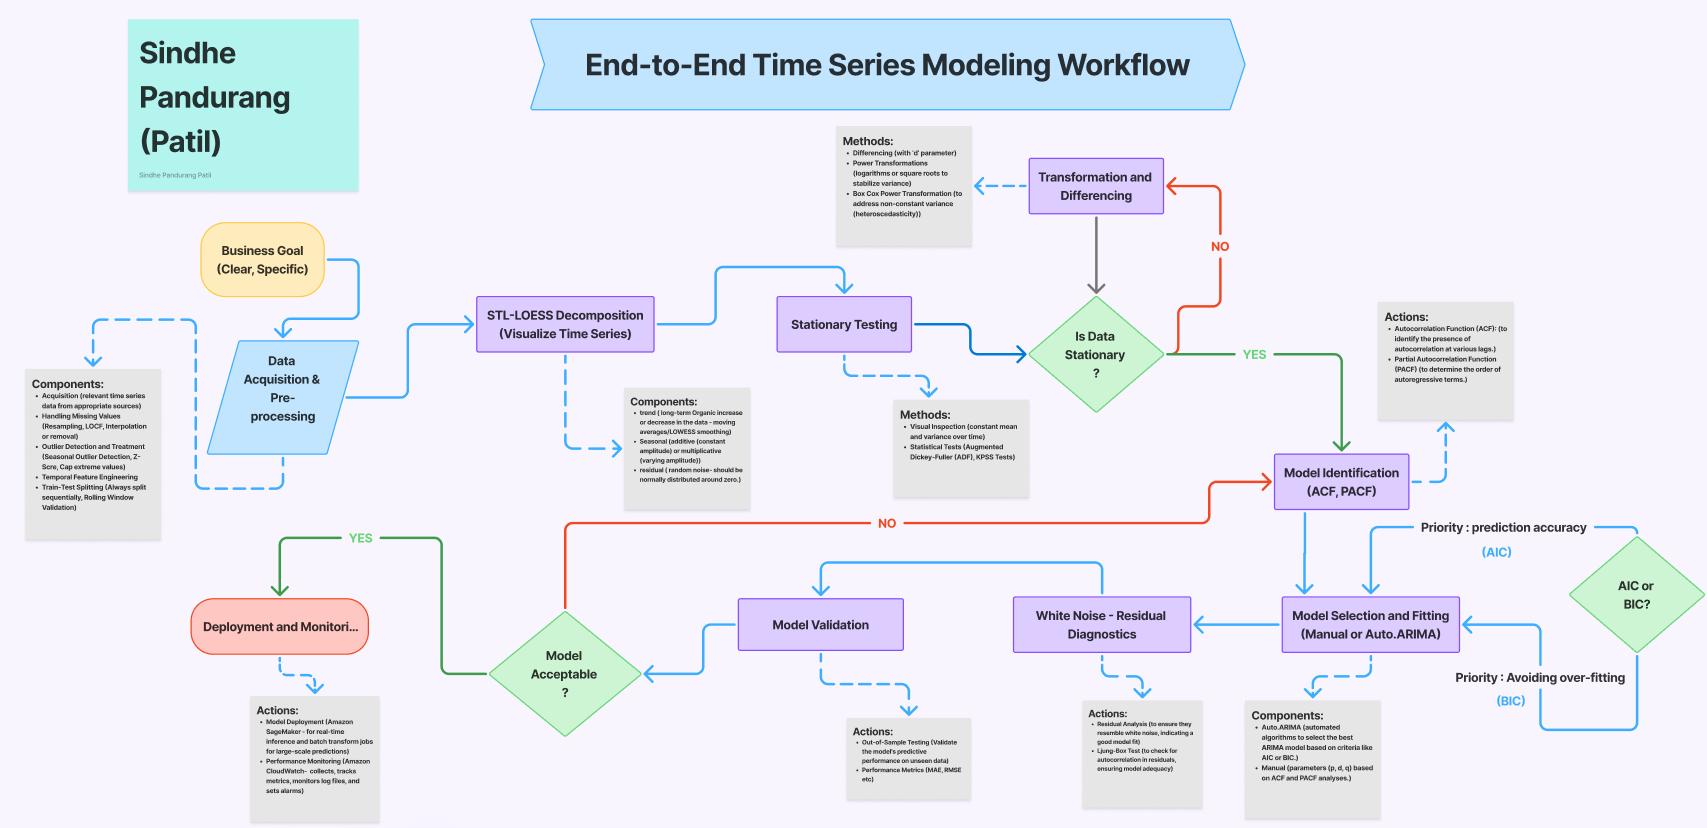 Sindhe
Pandurang
(Patil)
Sindhe Pandurang Patil
End-to-End Time Series Modeling Workflow
Methods:
• Differencing (with 'd' parameter)
• Power Transformations
(logarithms or square roots to
stabilize variance)
• Box Cox Power Transformation (to
address non-constant variance
(heteroscedasticity))
Transformation and
Differencing
NO
Business Goal
(Clear, Specific)
Data
Acquisition &
Pre-
processing
Components:
• Acquisition (relevant time series
data from appropriate sources)
• Handling Missing Values
(Resampling, LOCF, Interpolation
or removal)
• Outlier Detection and Treatment
(Seasonal Outlier Detection, Z-
Scre, Cap extreme values)
• Temporal Feature Engineering
• Train-Test Splitting (Always split
sequentially, Rolling Window
Validation)
STL-LOESS Decomposition
(Visualize Time Series)
Components:
• trend ( long-term Organic increase
or decrease in the data - moving
averages/LOWESS smoothing)
• Seasonal (additive (constant
amplitude) or multiplicative
(varying amplitude))
• residual ( random noise- should be
normally distributed around zero.)
Stationary Testing
Methods:
• Visual Inspection (constant mean
and variance over time)
• Statistical Tests (Augmented
Dickey-Fuller (ADF), KPSS Tests)
Is Data
Stationary
?
YES
Actions:
• Autocorrelation Function (ACF): (to
identify the presence of
autocorrelation at various lags.)
• Partial Autocorrelation Function
(PACF) (to determine the order of
autoregressive terms.)
Model Identification
(ACF, PACF)
Priority : prediction accuracy
(AIC)
AIC or
BIC?
Priority : Avoiding over-fitting
(BIC)
Model Selection and Fitting
(Manual or Auto.ARIMA)
Components:
• Auto.ARIMA (automated
algorithms to select the best
ARIMA model based on criteria like
AIC or BIC.)
• Manual (parameters (p, d, q) based
on ACF and PACF analyses.)
White Noise - Residual
Diagnostics
Actions:
• Residual Analysis (to ensure they
resemble white noise, indicating a
good model fit)
• Ljung-Box Test (to check for
autocorrelation in residuals,
ensuring model adequacy)
Model Validation
Actions:
• Out-of-Sample Testing (Validate
the model's predictive
performance on unseen data)
• Performance Metrics (MAE, RMSE
etc)
Model
Acceptable
?
NO
YES
Deployment and Monitori...
Actions:
• Model Deployment (Amazon
SageMaker - for real-time
inference and batch transform jobs
for large-scale predictions)
• Performance Monitoring (Amazon
CloudWatch- collects, tracks
metrics, monitors log files, and
sets alarms)